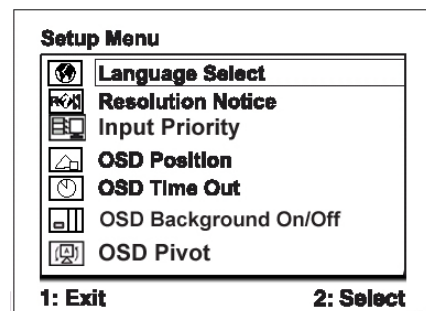 Setup Menu
Language Select
Resolution Notice
Input Priority
OSD Position
OSD Time Out
OSD Background On/Off
OSD Pivot
1: Exit
2: Select